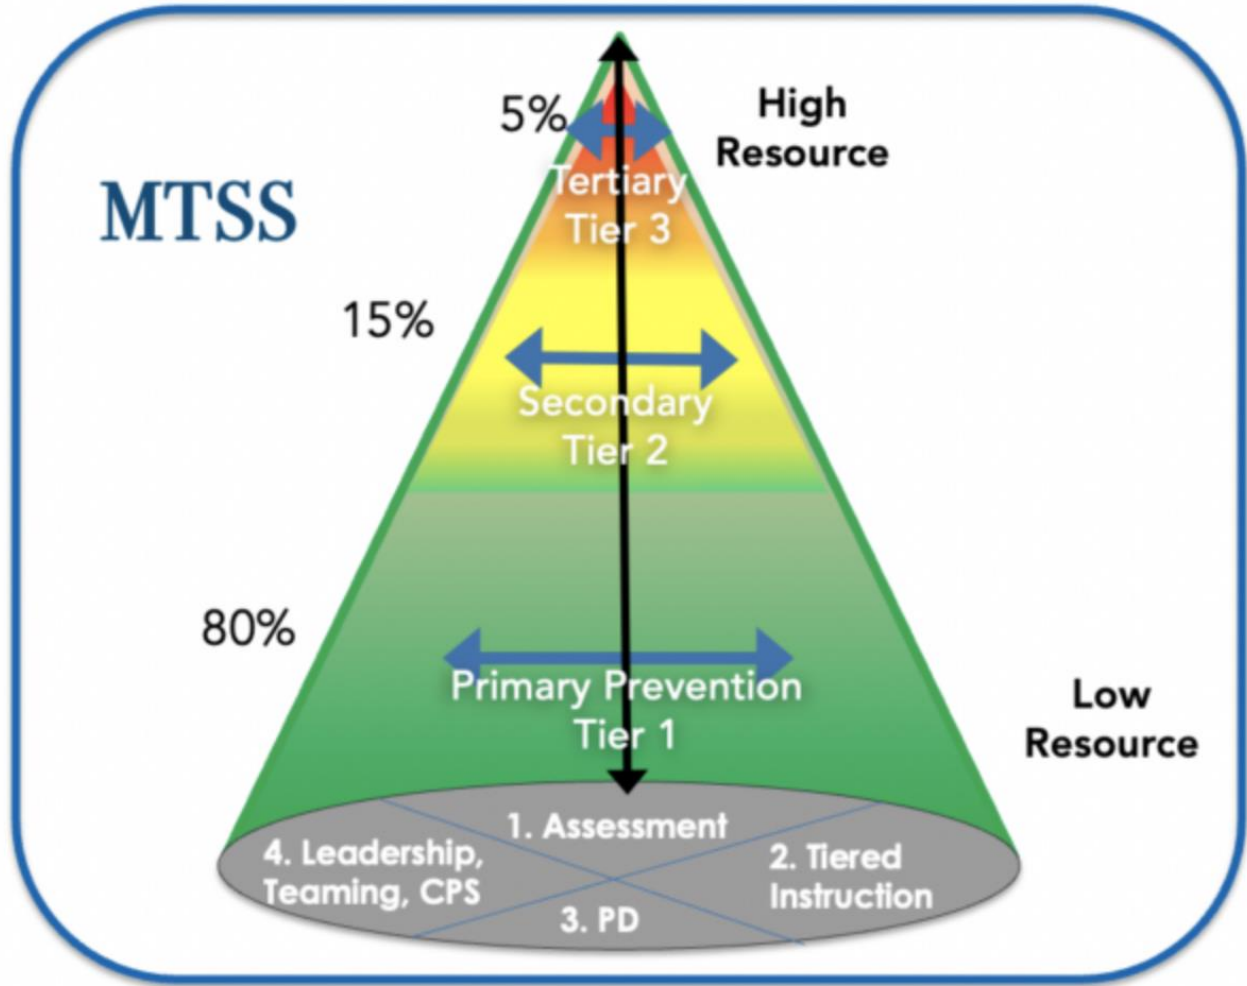 5%
High
Resource
MTSS
Tertiary
Tier 3
15%
Secondary
Tier 2
80%
Primary Prevention
Tier 1
Low
Resource
1. Assessment
4. Leadership,
Teaming, CPS
2. Tiered
Instruction
3. PD